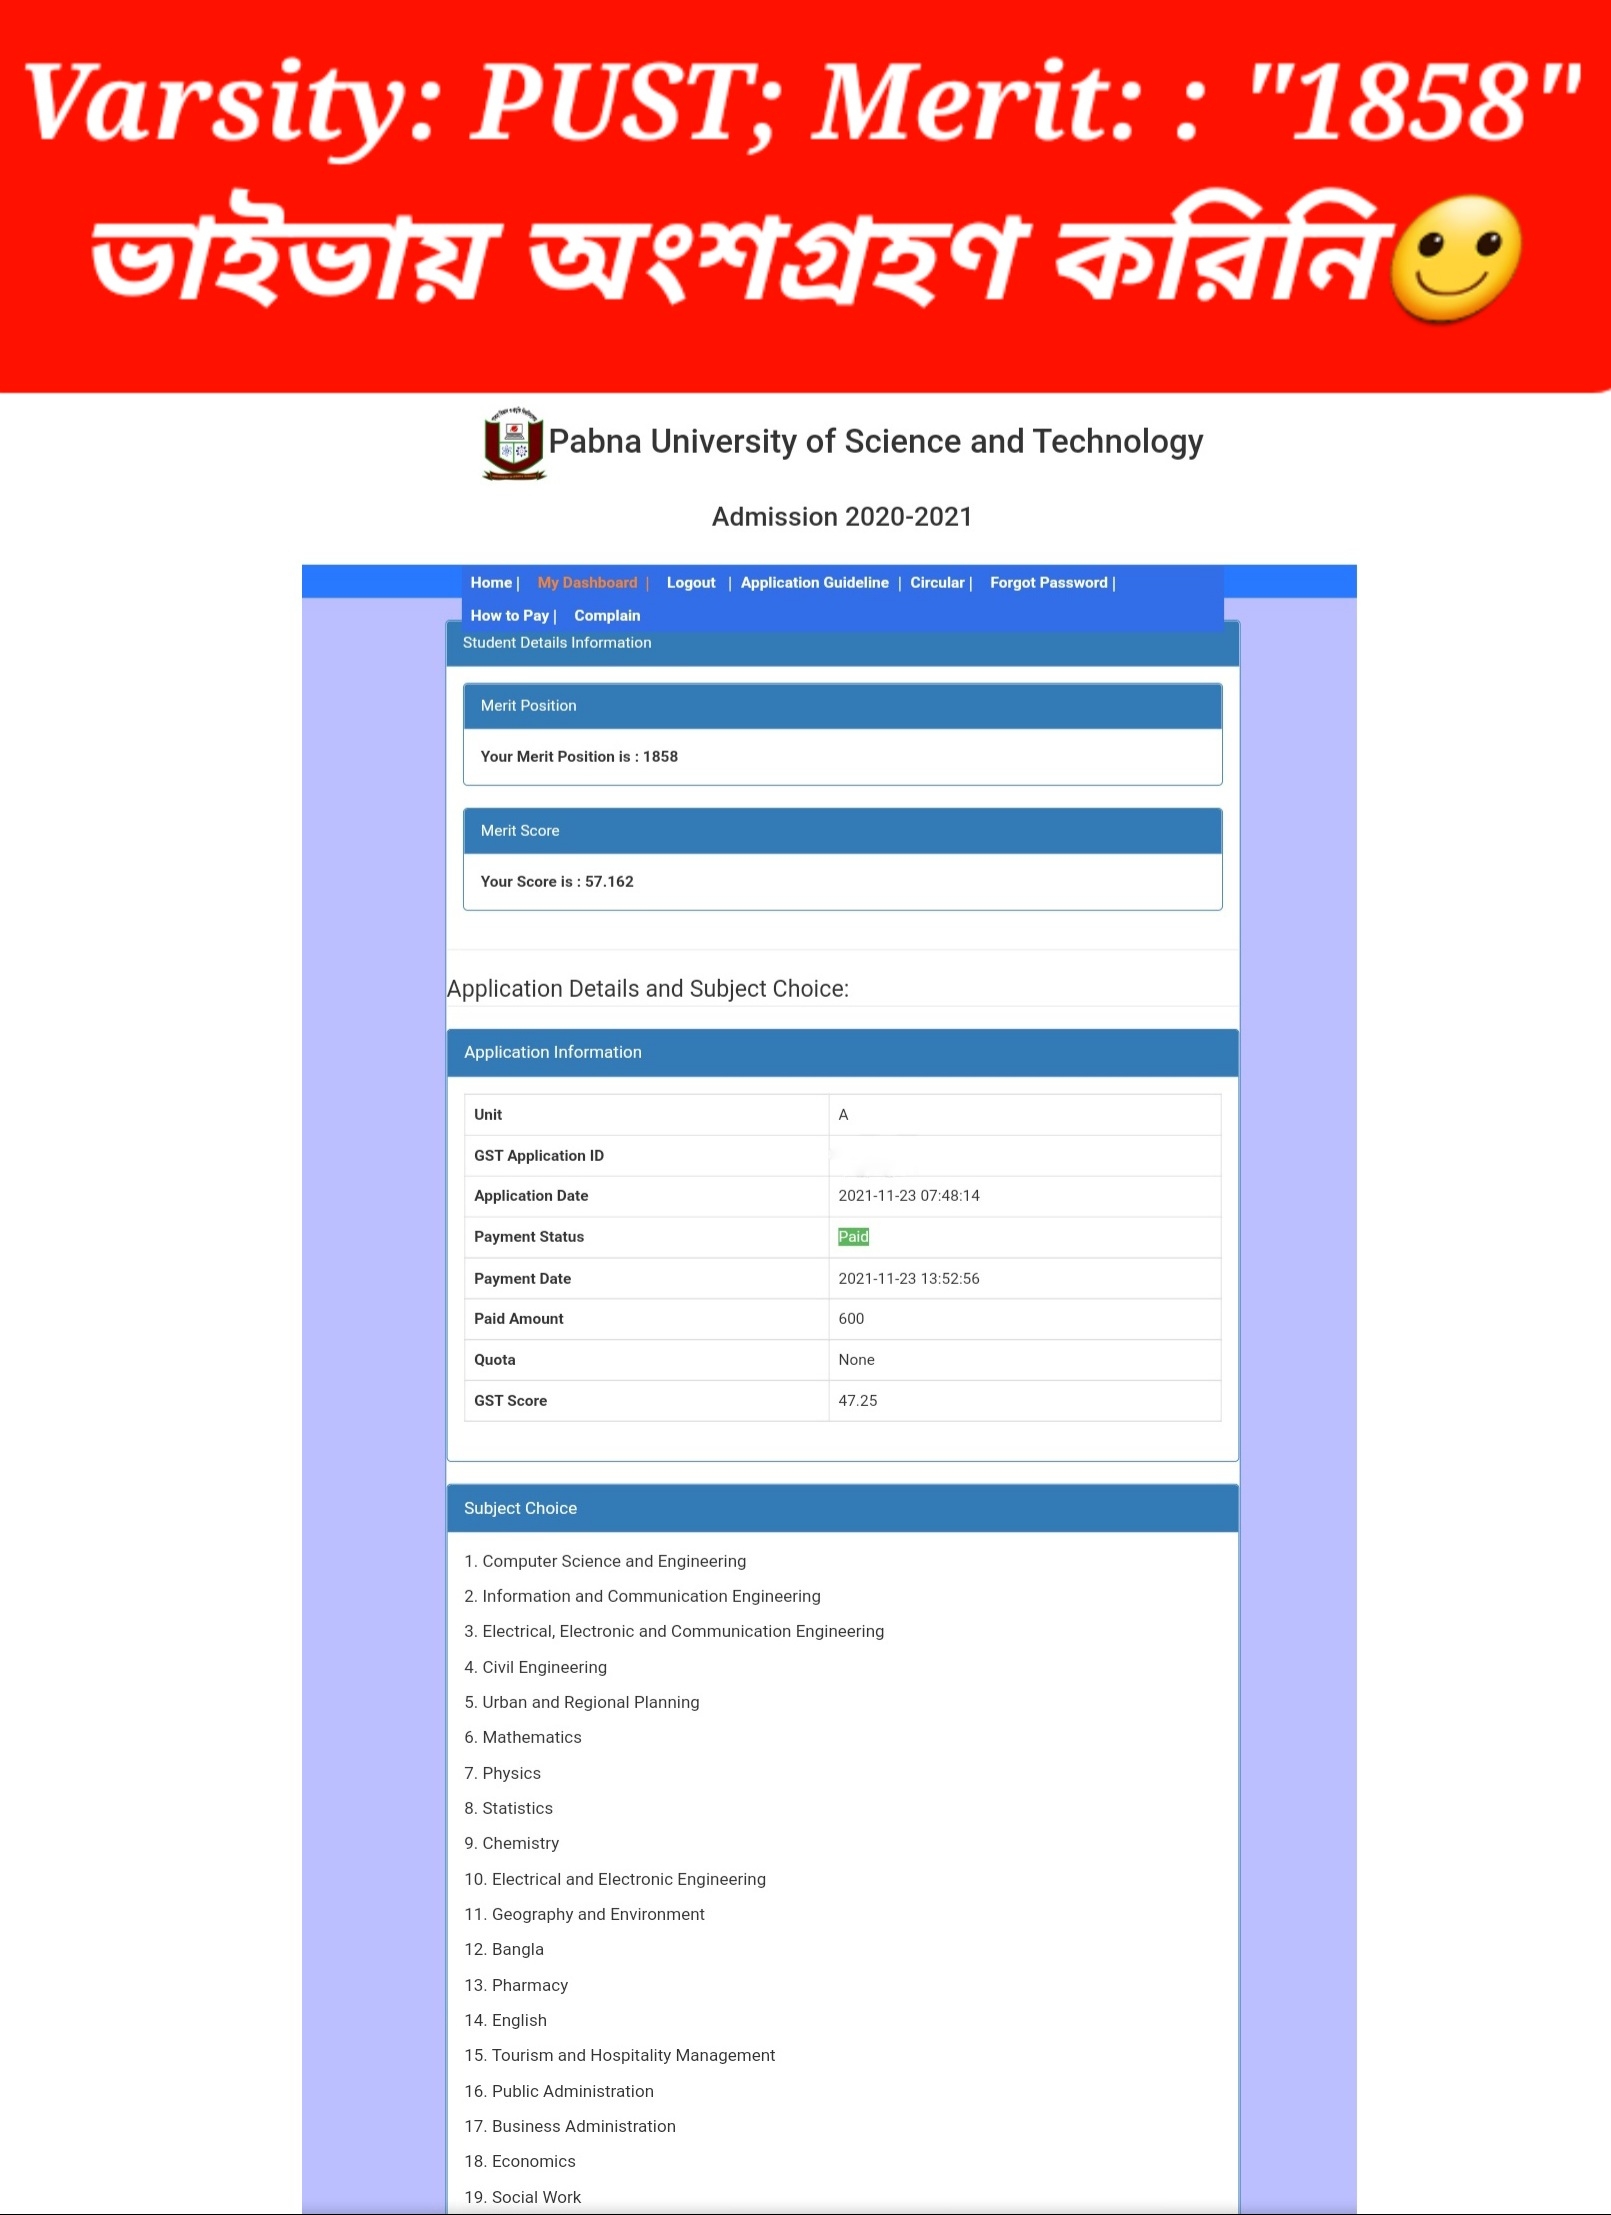 Varsity: PUST; Merit: : "1858"
ভাইভায় অংশগ্রহণ করিনি🙂
Pabna University of Science and Technology
Admission 2020-2021
Home | My Dashboard | Logout | Application Guideline | Circular | Forgot Password |
How to Pay | Complain
Student Details Information
Merit Position
Your Merit Position is : 1858
Merit Score
Your Score is : 57.162
Application Details and Subject Choice:
Application Information
Unit A
GST Application ID
Application Date 2021-11-23 07:48:14
Payment Status Paid
Payment Date 2021-11-23 13:52:56
Paid Amount 600
Quota None
GST Score 47.25
Subject Choice
1. Computer Science and Engineering
2. Information and Communication Engineering
3. Electrical, Electronic and Communication Engineering
4. Civil Engineering
5. Urban and Regional Planning
6. Mathematics
7. Physics
8. Statistics
9. Chemistry
10. Electrical and Electronic Engineering
11. Geography and Environment
12. Bangla
13. Pharmacy
14. English
15. Tourism and Hospitality Management
16. Public Administration
17. Business Administration
18. Economics
19. Social Work